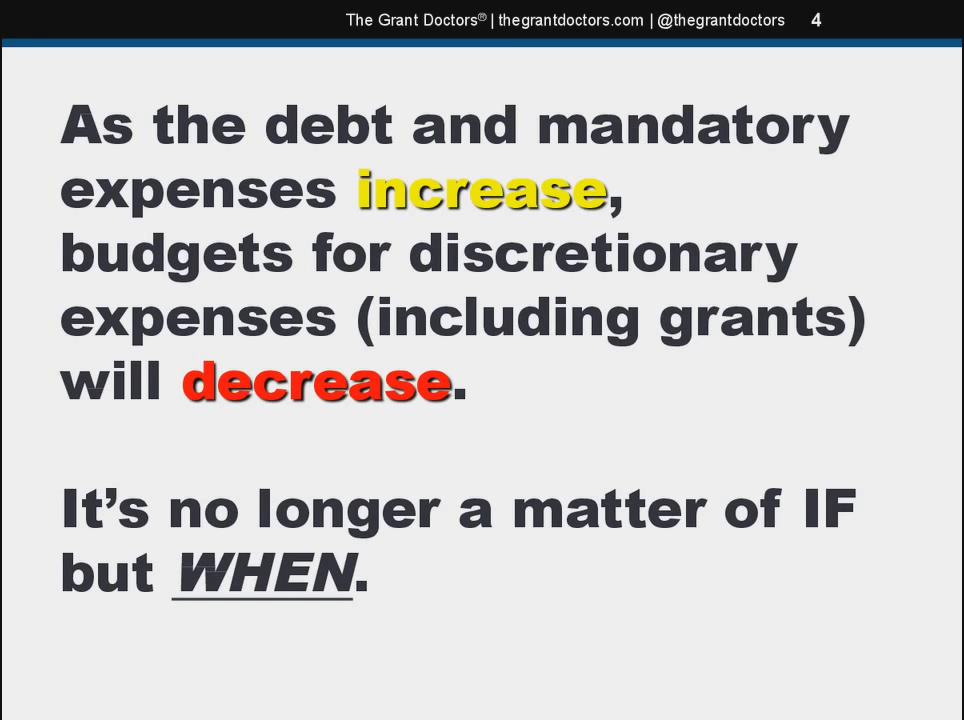 The Grant Doctors® | thegrantdoctors.com | @thegrantdoctors 4
As the debt and mandatory
expenses increase,
budgets for discretionary
expenses (including grants)
will decrease.
It’s no longer a matter of IF
but WHEN.